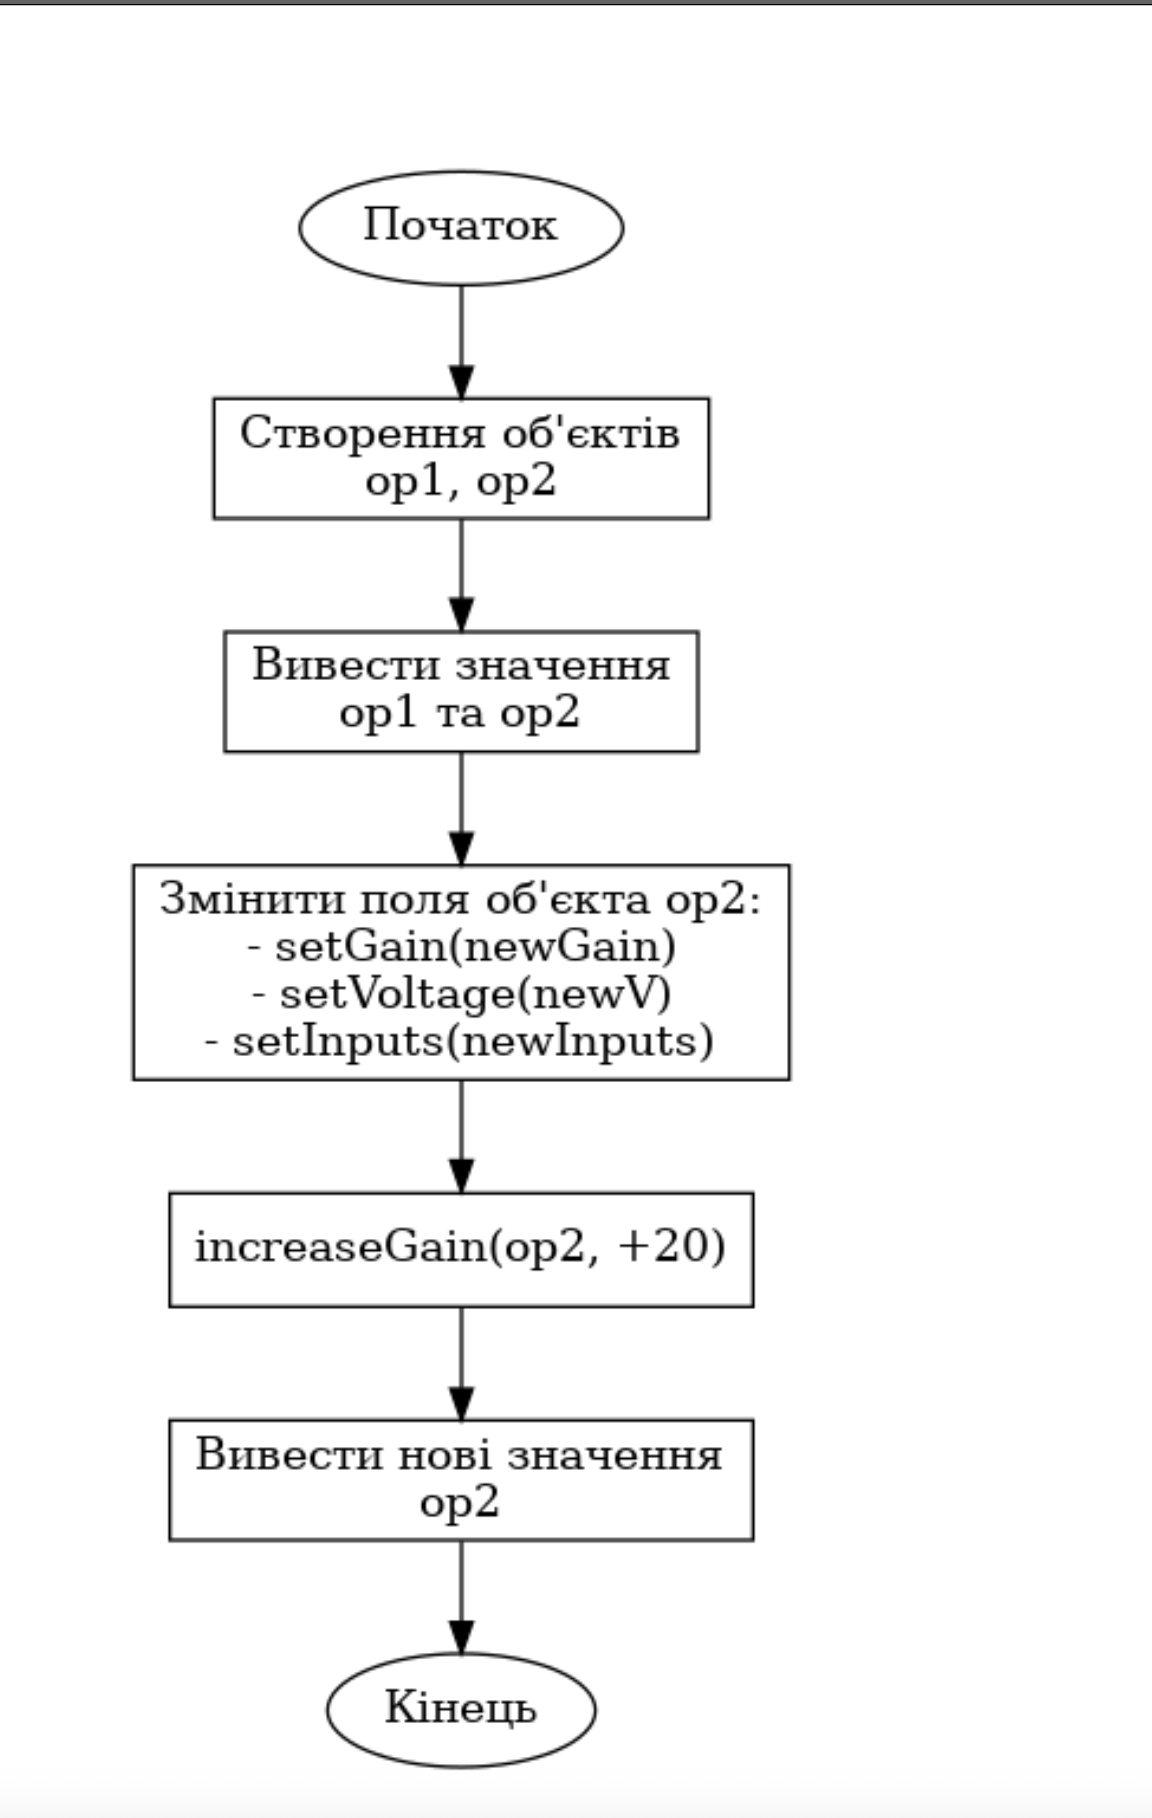 Початок
Створення об'єктів
op1, op2
Вивести значення
op1 та op2
Змінити поля об'єкта op2:
- setGain(newGain)
- setVoltage(newV)
- setInputs(newInputs)
increaseGain(op2, +20)
Вивести нові значення
op2
Кінець